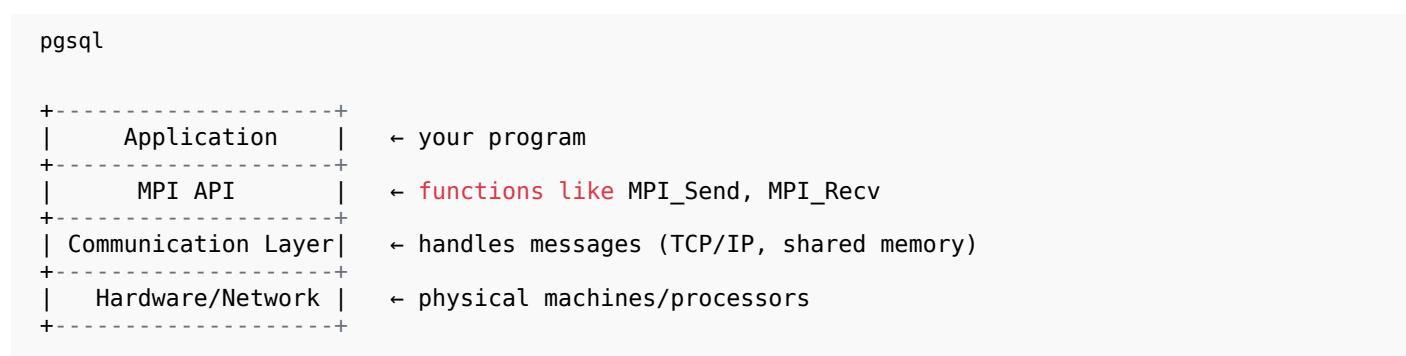 pgsql
+--------------------+
|     Application    |   ← your program
+--------------------+
|      MPI API       |   ← functions like MPI_Send, MPI_Recv
+--------------------+
| Communication Layer|   ← handles messages (TCP/IP, shared memory)
+--------------------+
|   Hardware/Network |   ← physical machines/processors
+--------------------+